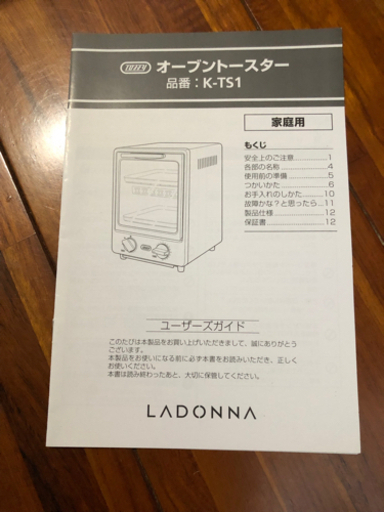 Toffy オーブントースター
品番：K-TS1
家庭用
もくじ
安全上のご注意 1
各部の名称 4
使用前の準備 5
つかいかた 6
お手入れのしかた 10
故障かな？と思ったら 11
製品仕様 12
保証書 12
ユーザーズガイド
このたびは本製品をお買い上げいただきまして、誠にありがとう
ございます。
本製品をお使いになる前に必ず本書をお読みいただき、正しく
お使いください。
本書は読み終わったあと、大切に保管してください。
LADONNA